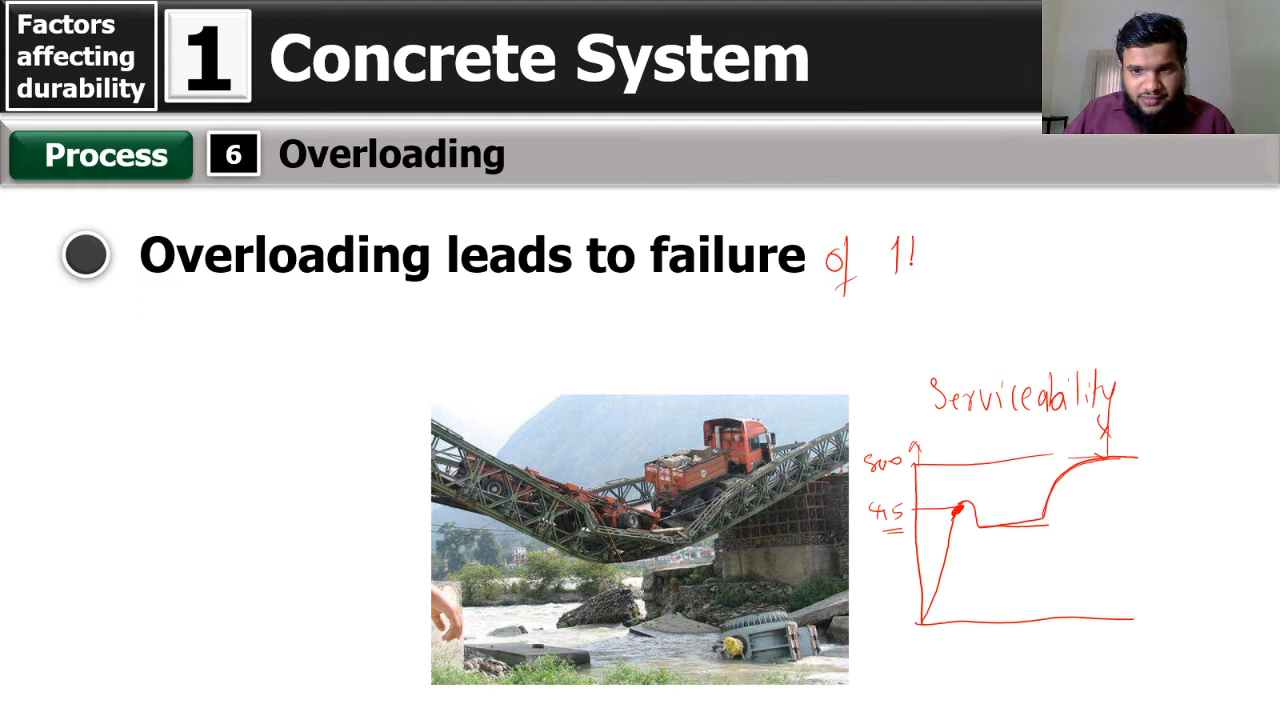 Factors
affecting
durability
1
Concrete System
Process
6
Overloading
Overloading leads to failure of
Serviceability
500
415